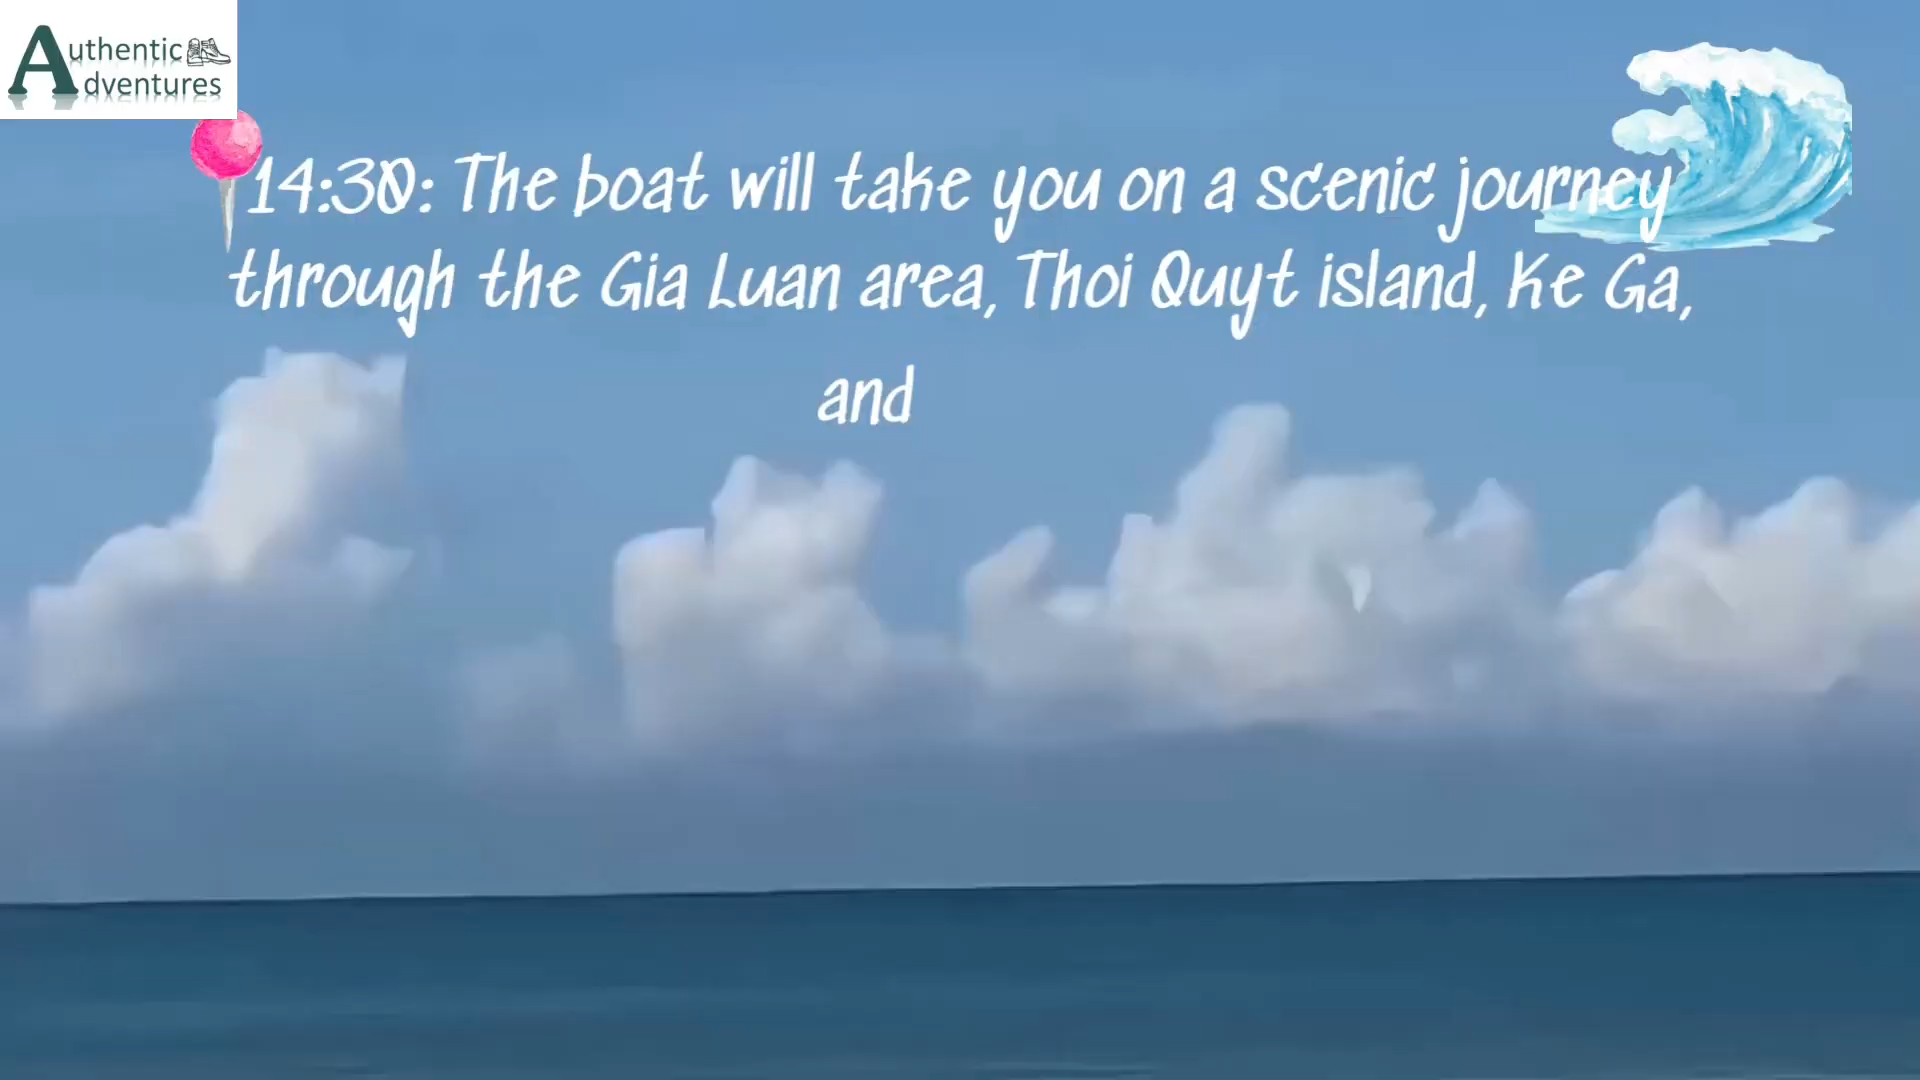 Authentic
Adventures
14:30: The boat will take you on a scenic journey
through the Gia Luan area, Thoi Quyt island, Ke Ga,
and